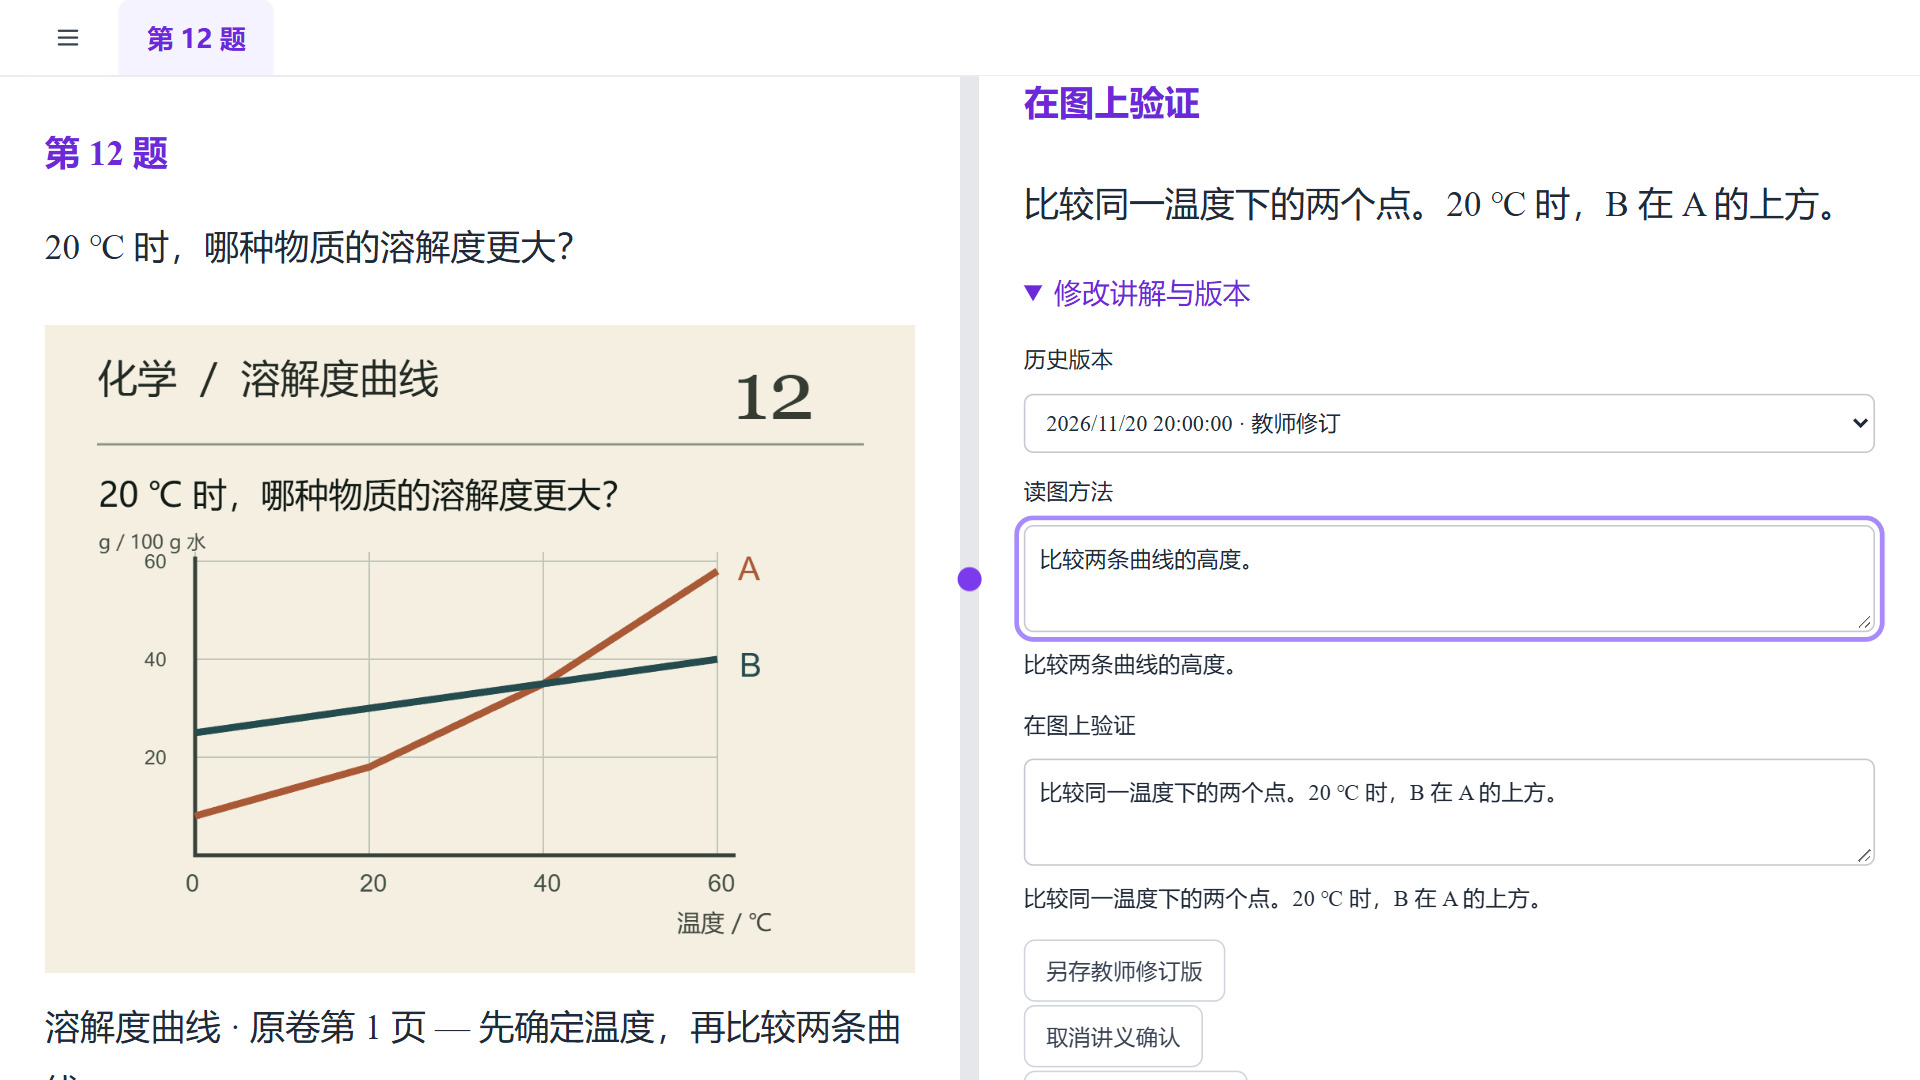 第 12 题
第 12 题
20 ℃ 时，哪种物质的溶解度更大？
化学 / 溶解度曲线
12
20 ℃ 时，哪种物质的溶解度更大？
g / 100 g 水
60
40
20
A
B
0 20 40 60
温度 / ℃
溶解度曲线 · 原卷第 1 页 — 先确定温度，再比较两条曲
在图上验证
比较同一温度下的两个点。20 ℃ 时，B 在 A 的上方。
▼ 修改讲解与版本
历史版本
2026/11/20 20:00:00 · 教师修订
读图方法
比较两条曲线的高度。
比较两条曲线的高度。
在图上验证
比较同一温度下的两个点。20 ℃ 时，B 在 A 的上方。
比较同一温度下的两个点。20 ℃ 时，B 在 A 的上方。
另存教师修订版
取消讲义确认